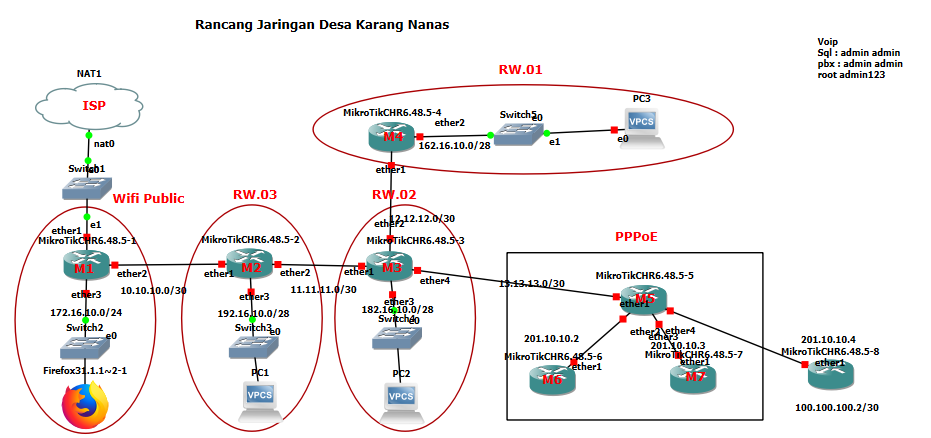 Rancang Jaringan Desa Karang Nanas
Voip
Sql : admin admin
pbx : admin admin
root admin123
NAT1
ISP
nat0
Switch1
e0
e1
Wifi Public
ether1
MikroTikCHR6.48.5-1
M1
ether2
10.10.10.0/30
ether3
172.16.10.0/24
Switch2
e0
Firefox31.1.1~2-1
RW.03
MikroTikCHR6.48.5-2
M2
ether1
ether2
11.11.11.0/30
ether3
192.16.10.0/28
Switch3
e0
PC1
VPCS
RW.02
12.12.12.0/30
ether2
MikroTikCHR6.48.5-3
M3
ether1
ether4
13.13.13.0/30
ether3
182.16.10.0/28
Switch4
e0
PC2
VPCS
RW.01
MikroTikCHR6.48.5-4
M4
ether2
162.16.10.0/28
ether1
Switch5
e0
e1
PC3
e0
VPCS
PPPoE
MikroTikCHR6.48.5-5
M5
ether1
ether2
ether3
ether4
201.10.10.2
MikroTikCHR6.48.5-6
M6
ether1
201.10.10.3
MikroTikCHR6.48.5-7
M7
ether1
201.10.10.4
MikroTikCHR6.48.5-8
ether1
100.100.100.2/30